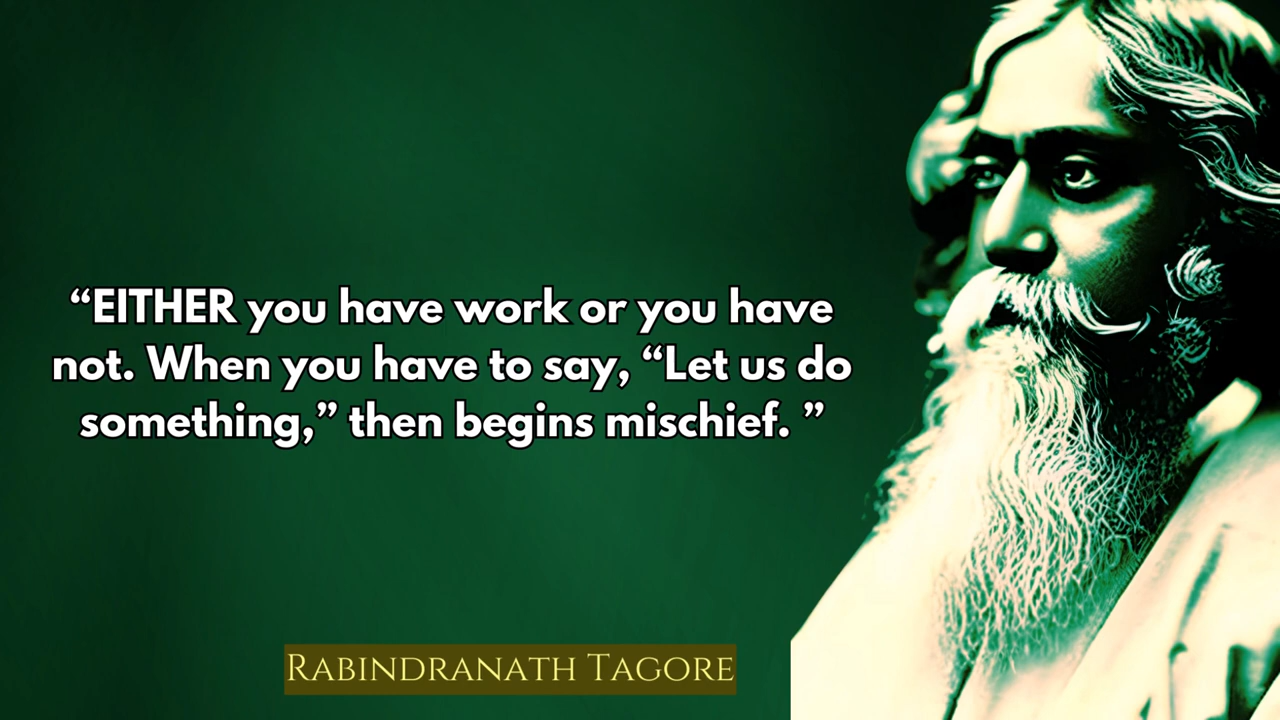 “EITHER you have work or you have
not. When you have to say, “Let us do
something,” then begins mischief. ”
Rabindranath Tagore